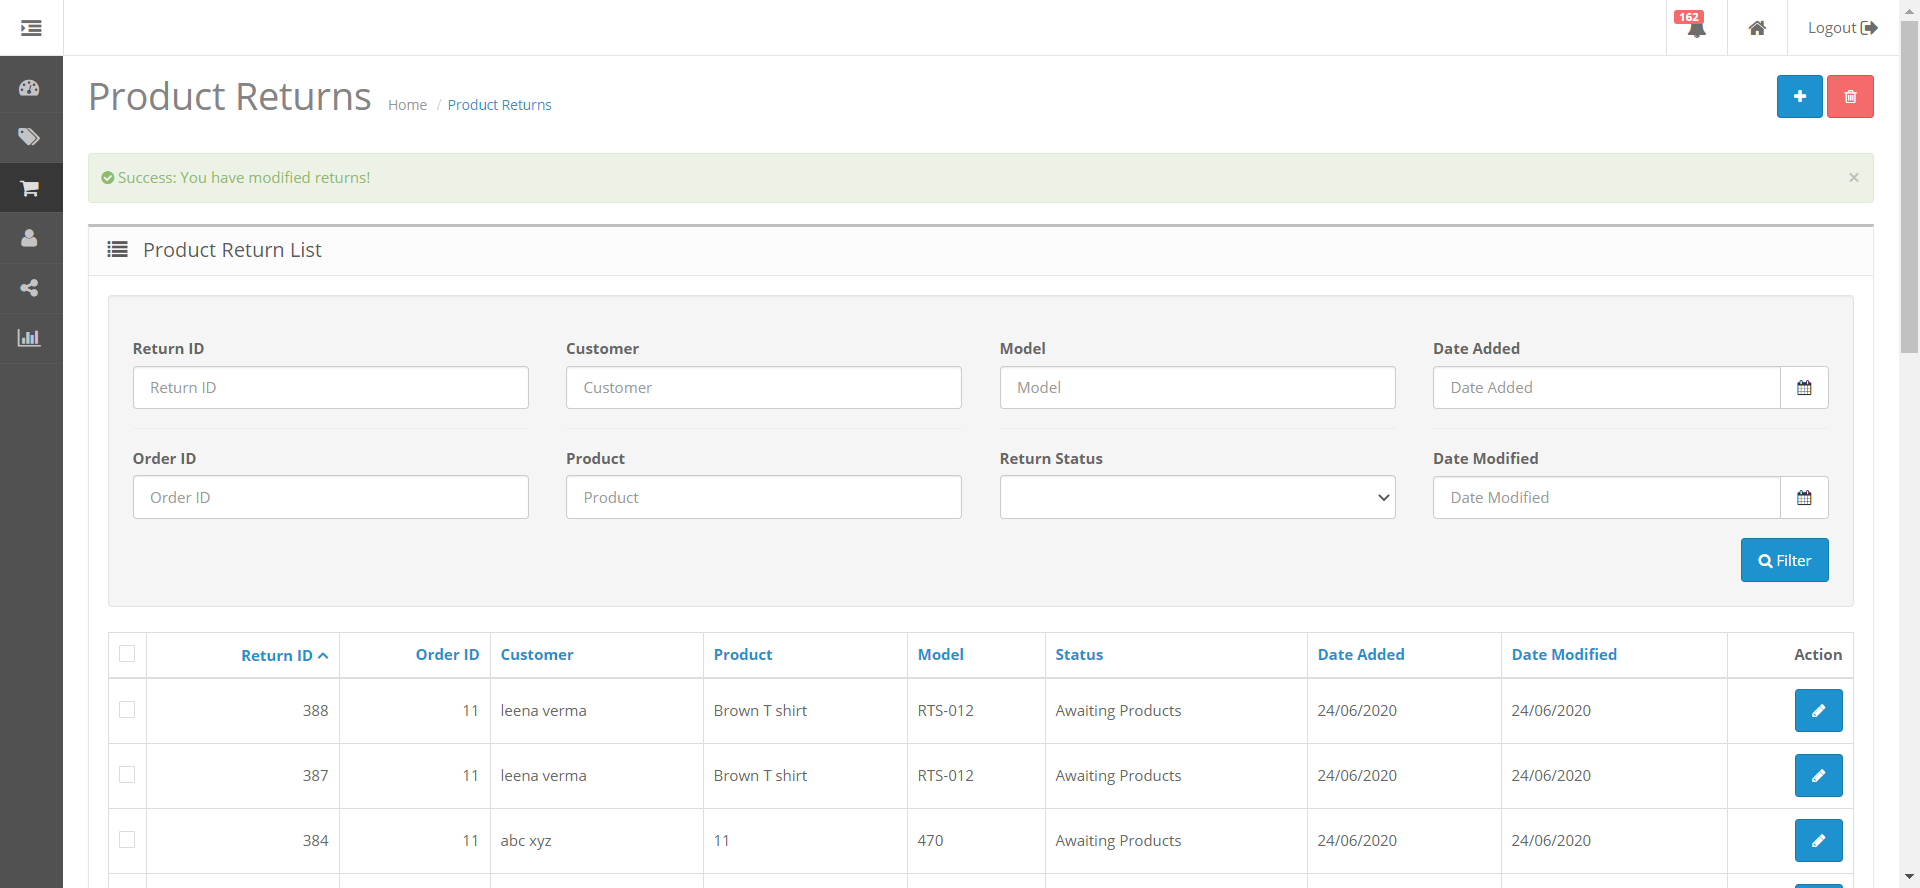 162
Logout
Product Returns
Home / Product Returns
Success: You have modified returns!
×
Product Return List
Return ID
Customer
Model
Date Added
Return ID
Customer
Model
Date Added
Order ID
Product
Return Status
Date Modified
Order ID
Product
Date Modified
Filter
Return ID Order ID Customer Product Model Status Date Added Date Modified Action
388 11 leena verma Brown T shirt RTS-012 Awaiting Products 24/06/2020 24/06/2020
387 11 leena verma Brown T shirt RTS-012 Awaiting Products 24/06/2020 24/06/2020
384 11 abc xyz 11 470 Awaiting Products 24/06/2020 24/06/2020